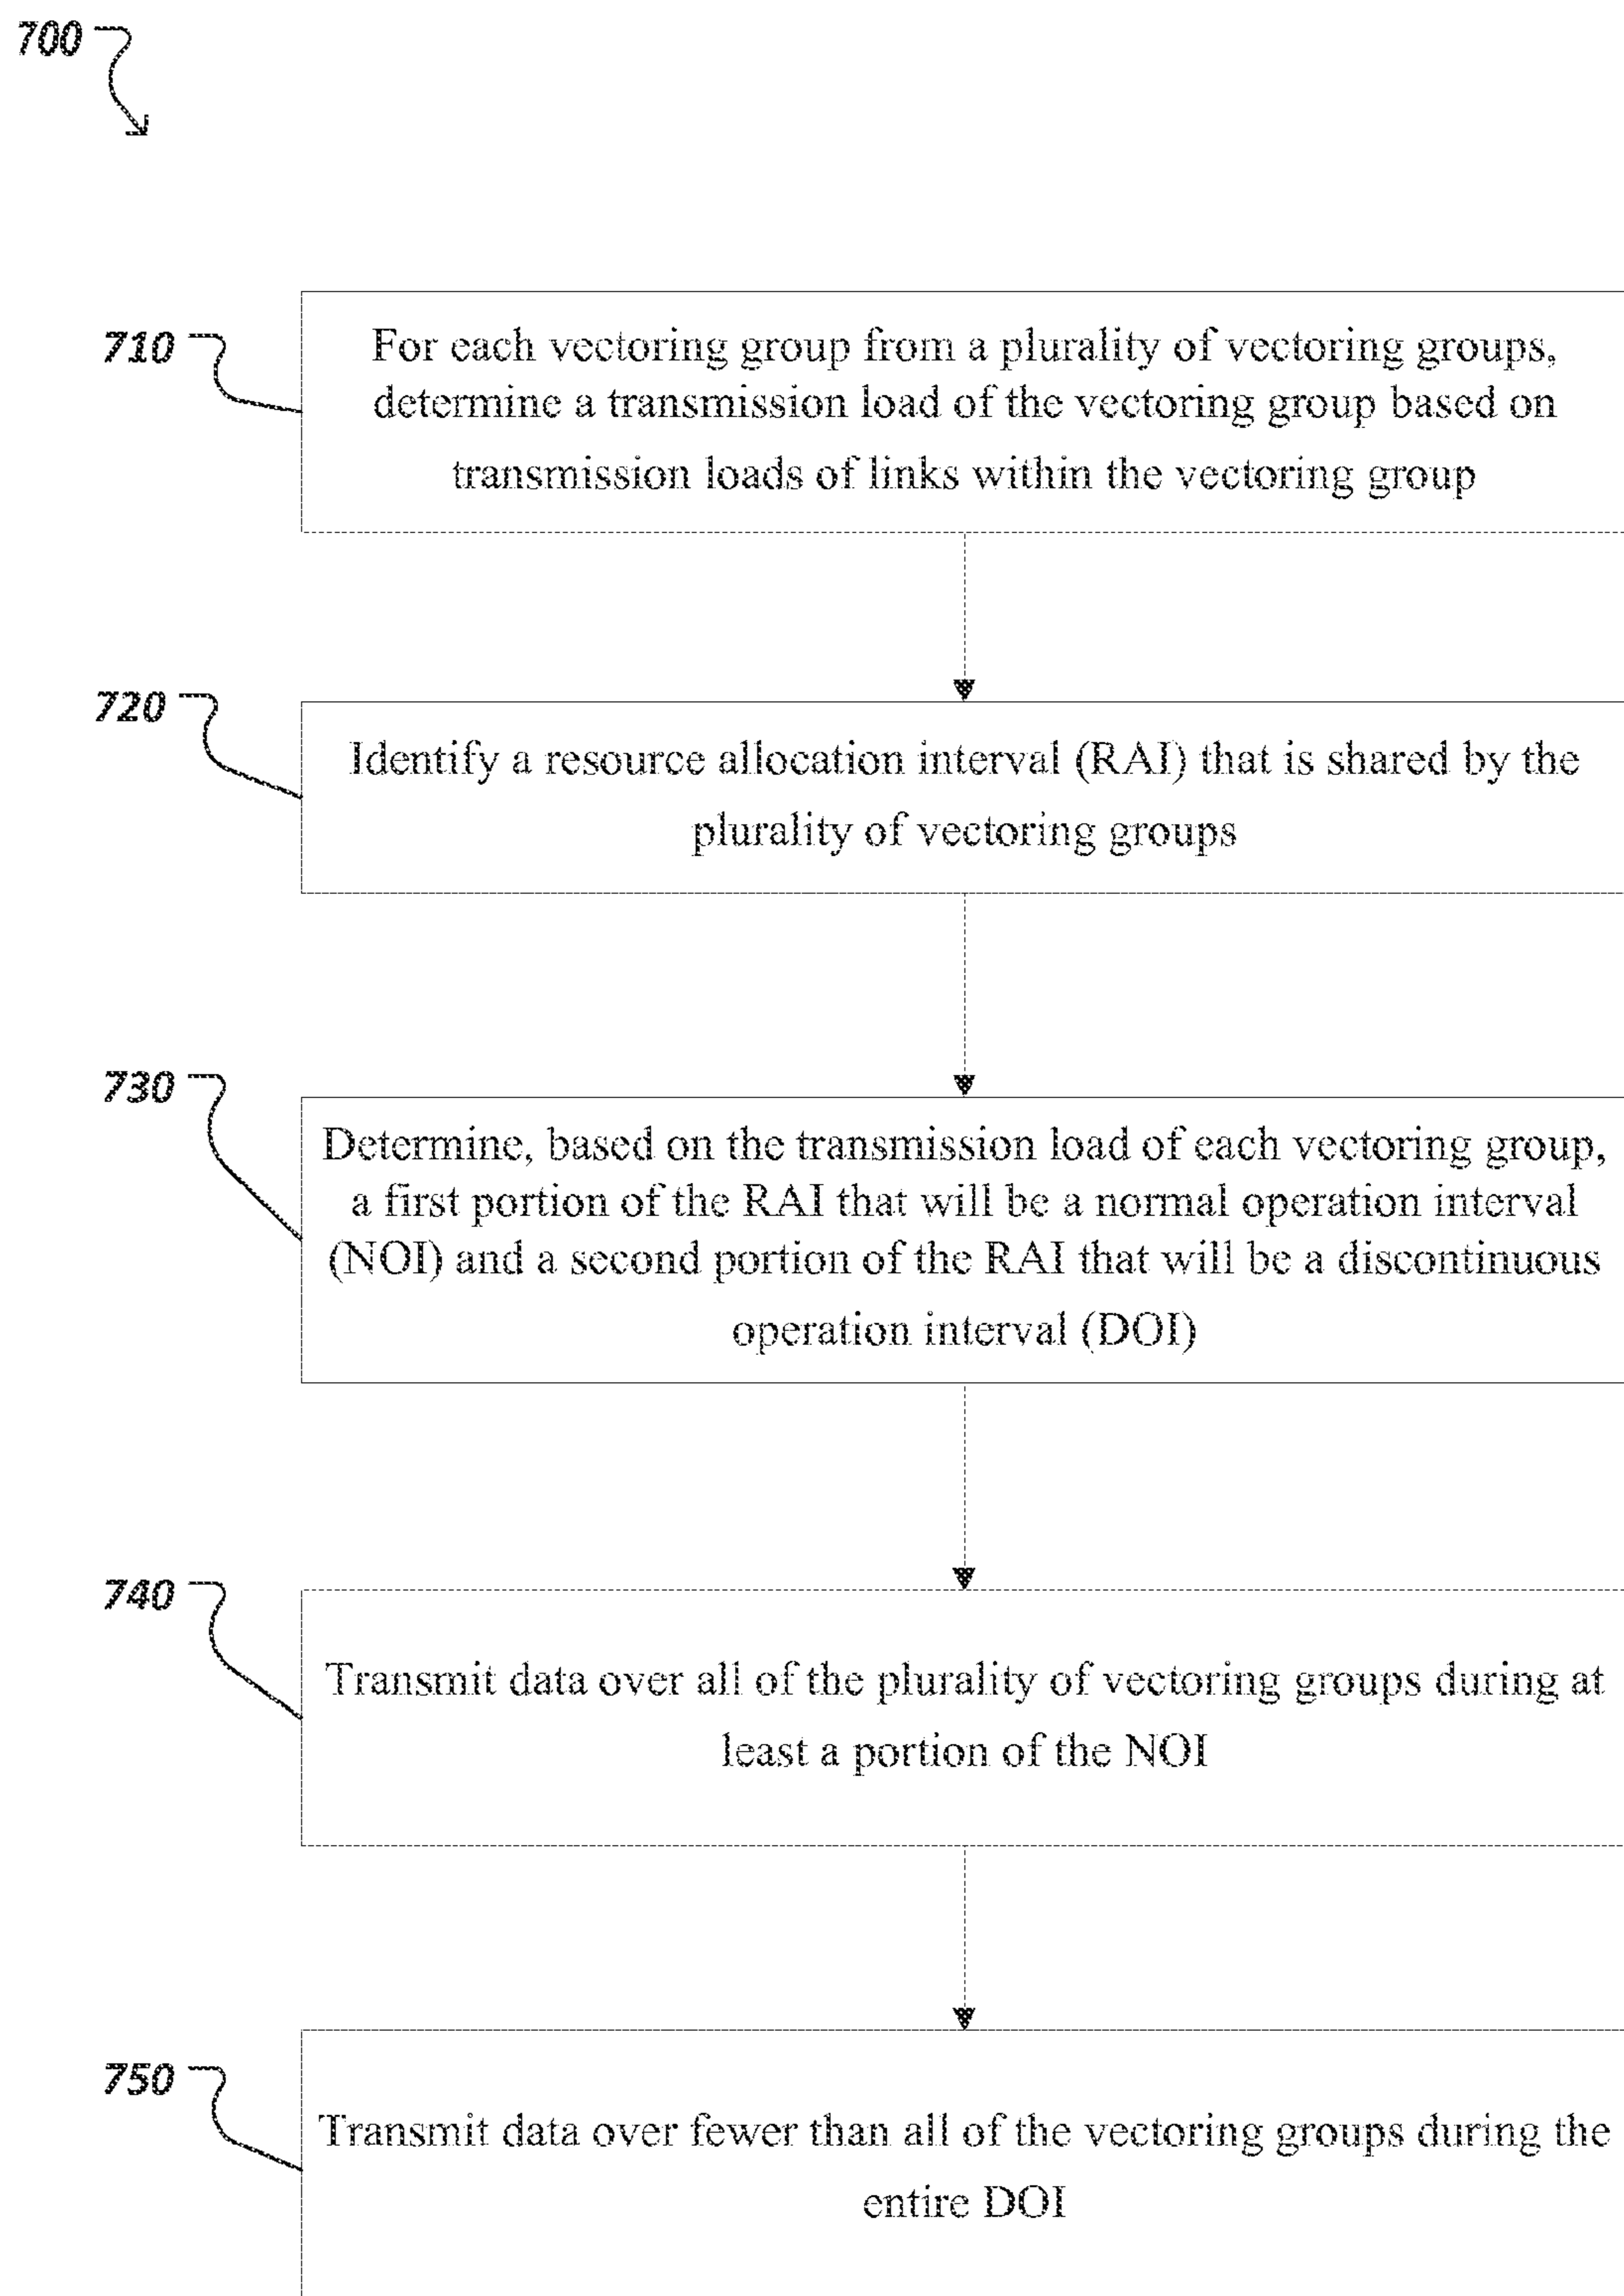 700
710
For each vectoring group from a plurality of vectoring groups,
determine a transmission load of the vectoring group based on
transmission loads of links within the vectoring group
720
Identify a resource allocation interval (RAI) that is shared by the
plurality of vectoring groups
730
Determine, based on the transmission load of each vectoring group,
a first portion of the RAI that will be a normal operation interval
(NOI) and a second portion of the RAI that will be a discontinuous
operation interval (DOI)
740
Transmit data over all of the plurality of vectoring groups during at
least a portion of the NOI
750
Transmit data over fewer than all of the vectoring groups during the
entire DOI